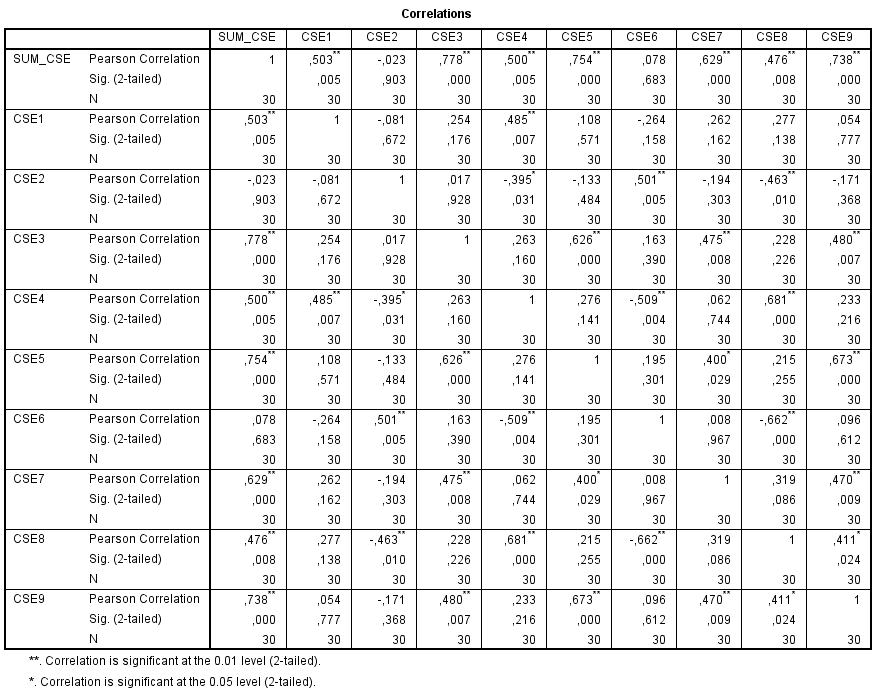 Correlations
SUM_CSE CSE1 CSE2 CSE3 CSE4 CSE5 CSE6 CSE7 CSE8 CSE9
SUM_CSE Pearson Correlation 1 ,503** -,023 ,778** ,500** ,754** ,078 ,629** ,476** ,738**
Sig. (2-tailed) ,005 ,903 ,000 ,005 ,000 ,683 ,000 ,008 ,000
N 30 30 30 30 30 30 30 30 30 30
CSE1 Pearson Correlation ,503** 1 -,081 ,254 ,485** ,108 -,264 ,262 ,277 ,054
Sig. (2-tailed) ,005 ,672 ,176 ,007 ,571 ,158 ,162 ,138 ,777
N 30 30 30 30 30 30 30 30 30 30
CSE2 Pearson Correlation -,023 -,081 1 ,017 -,395* -,133 ,501** -,194 -,463** -,171
Sig. (2-tailed) ,903 ,672 ,928 ,031 ,484 ,005 ,303 ,010 ,368
N 30 30 30 30 30 30 30 30 30 30
CSE3 Pearson Correlation ,778** ,254 ,017 1 ,263 ,626** ,163 ,475** ,228 ,480**
Sig. (2-tailed) ,000 ,176 ,928 ,160 ,000 ,390 ,008 ,226 ,007
N 30 30 30 30 30 30 30 30 30 30
CSE4 Pearson Correlation ,500** ,485** -,395* ,263 1 ,276 -,509** ,062 ,681** ,233
Sig. (2-tailed) ,005 ,007 ,031 ,160 ,141 ,004 ,744 ,000 ,216
N 30 30 30 30 30 30 30 30 30 30
CSE5 Pearson Correlation ,754** ,108 -,133 ,626** ,276 1 ,195 ,400* ,215 ,673**
Sig. (2-tailed) ,000 ,571 ,484 ,000 ,141 ,301 ,029 ,255 ,000
N 30 30 30 30 30 30 30 30 30 30
CSE6 Pearson Correlation ,078 -,264 ,501** ,163 -,509** ,195 1 ,008 -,662** ,096
Sig. (2-tailed) ,683 ,158 ,005 ,390 ,004 ,301 ,967 ,000 ,612
N 30 30 30 30 30 30 30 30 30 30
CSE7 Pearson Correlation ,629** ,262 -,194 ,475** ,062 ,400* ,008 1 ,319 ,470**
Sig. (2-tailed) ,000 ,162 ,303 ,008 ,744 ,029 ,967 ,086 ,009
N 30 30 30 30 30 30 30 30 30 30
CSE8 Pearson Correlation ,476** ,277 -,463** ,228 ,681** ,215 -,662** ,319 1 ,411*
Sig. (2-tailed) ,008 ,138 ,010 ,226 ,000 ,255 ,000 ,086 ,024
N 30 30 30 30 30 30 30 30 30 30
CSE9 Pearson Correlation ,738** ,054 -,171 ,480** ,233 ,673** ,096 ,470** ,411* 1
Sig. (2-tailed) ,000 ,777 ,368 ,007 ,216 ,000 ,612 ,009 ,024
N 30 30 30 30 30 30 30 30 30 30
**. Correlation is significant at the 0.01 level (2-tailed).
*. Correlation is significant at the 0.05 level (2-tailed).